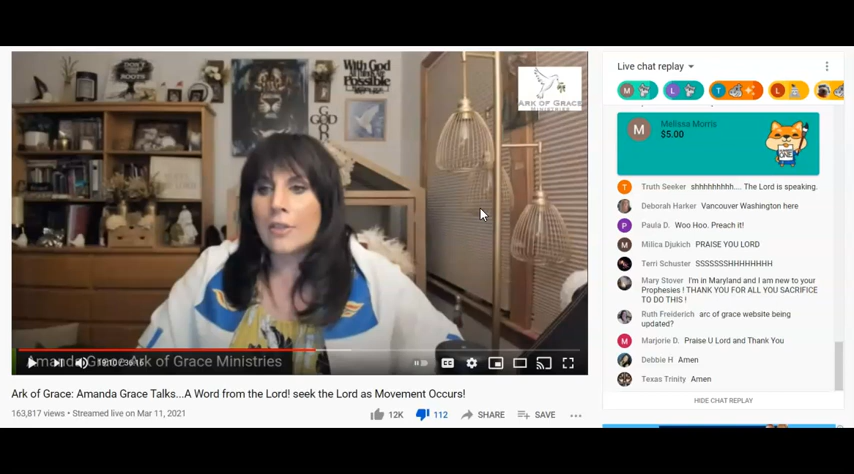 DON'T
ROOTS
With God
All Things Are
Possible
ARK OF GRACE
MINISTRIES
Amanda Grace Ark of Grace Ministries
CC
Ark of Grace: Amanda Grace Talks...A Word from the Lord! seek the Lord as Movement Occurs!
163,817 views • Streamed live on Mar 11, 2021
12K
112
SHARE
SAVE
Live chat replay
M
L
T
L
M
Melissa Morris
$5.00
T
Truth Seeker shhhhhhhhh.... The Lord is speaking.
Deborah Harker Vancouver Washington here
P
Paula D. Woo Hoo. Preach it!
Milica Djukich PRAISE YOU LORD
Terri Schuster SSSSSSSHHHHHHHH
Mary Stover I'm in Maryland and I am new to your
Prophesies ! THANK YOU FOR ALL YOU SACRIFICE
TO DO THIS !
Ruth Freiderich arc of grace website being
updated?
M
Marjorie D. Praise U Lord and Thank You
Debbie H Amen
Texas Trinity Amen
HIDE CHAT REPLAY